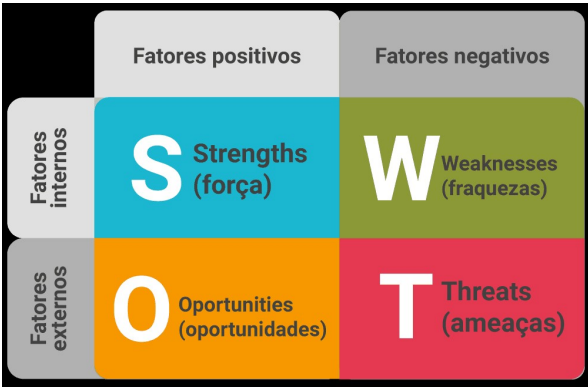 Fatores positivos
Fatores negativos
Fatores
internos
S
Strengths
(força)
W
Weaknesses
(fraquezas)
Fatores
externos
O
Oportunities
(oportunidades)
T
Threats
(ameaças)